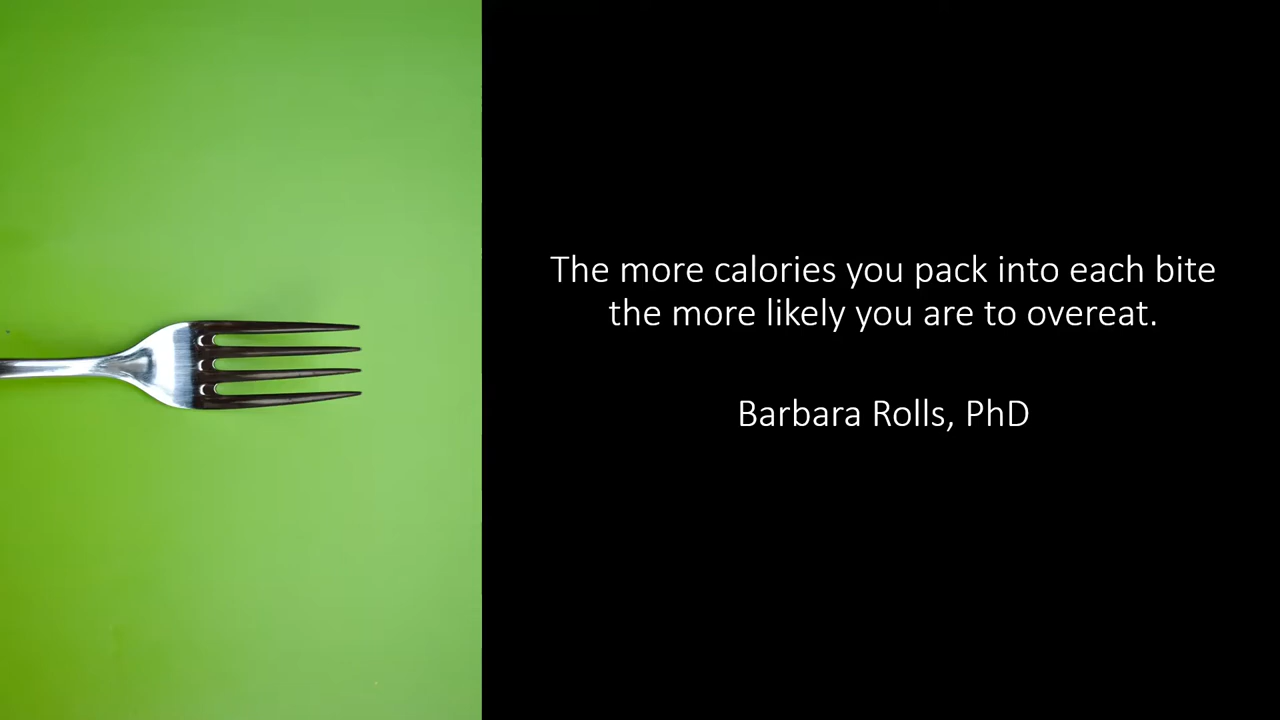 The more calories you pack into each bite
the more likely you are to overeat.
Barbara Rolls, PhD